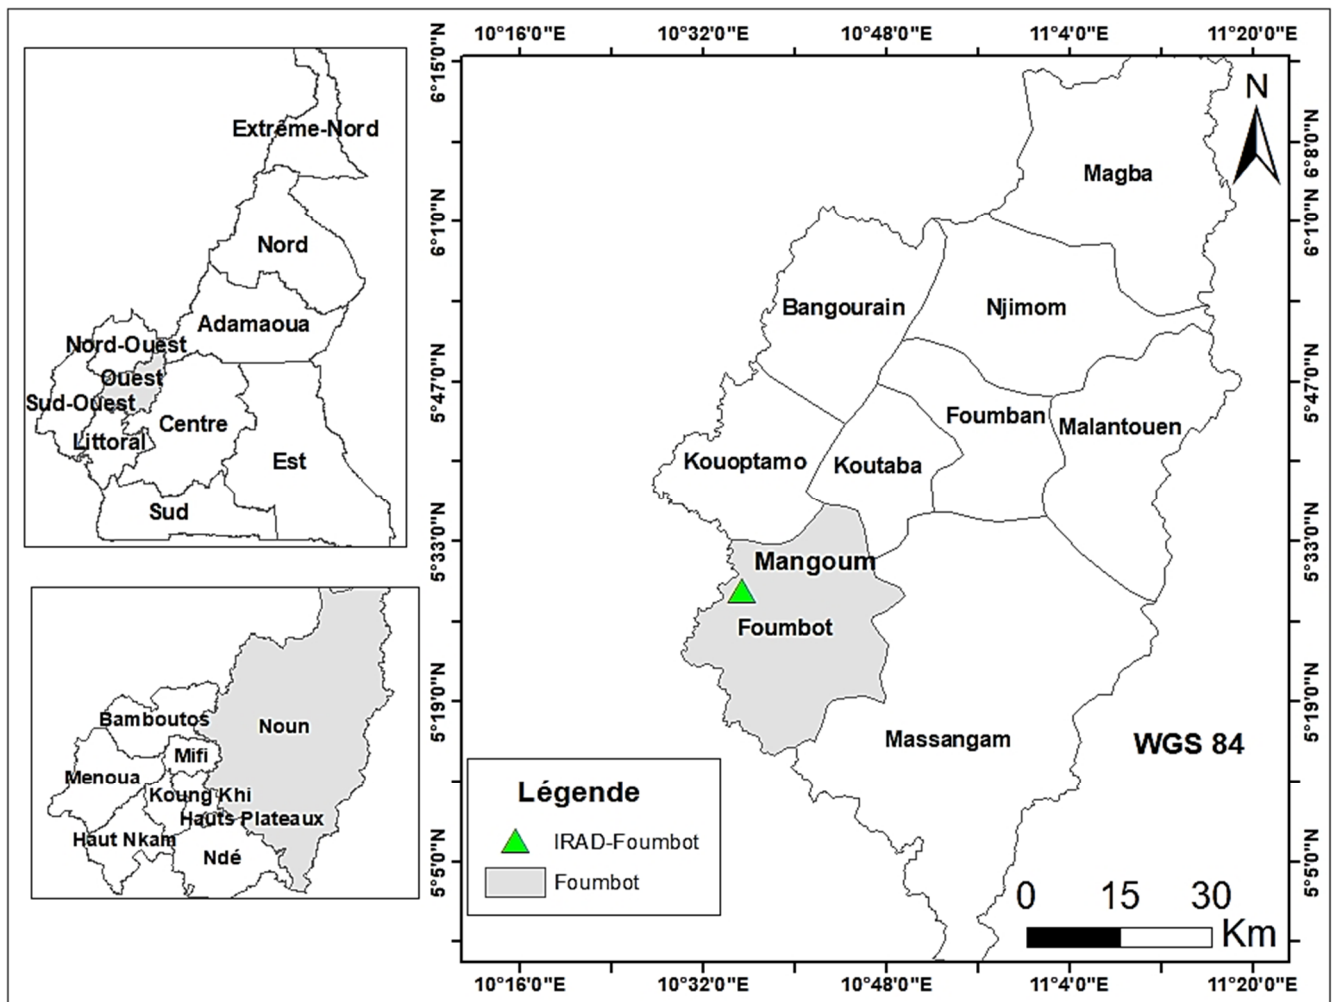 Extrême-Nord
Nord
Adamaoua
Nord-Ouest
Ouest
Sud-Ouest
Centre
Littoral
Est
Sud
Bamboutos
Noun
Mifi
Menoua
Koung Khi
Hauts Plateaux
Haut Nkam
Ndé
10°16'0"E 10°32'0"E 10°48'0"E 11°4'0"E 11°20'0"E
6°15'0"N
6°1'0"N
5°47'0"N
5°33'0"N
5°19'0"N
5°5'0"N
N
Magba
Bangourain
Njimom
Foumban
Malantouen
Kouoptamo
Koutaba
Mangoum
Foumbot
Massangam
WGS 84
Légende
IRAD-Foumbot
Foumbot
0 15 30
Km
6°8'0"N
6°1'0"N
5°47'0"N
5°33'0"N
5°19'0"N
5°5'0"N
10°16'0"E 10°32'0"E 10°48'0"E 11°4'0"E 11°20'0"E